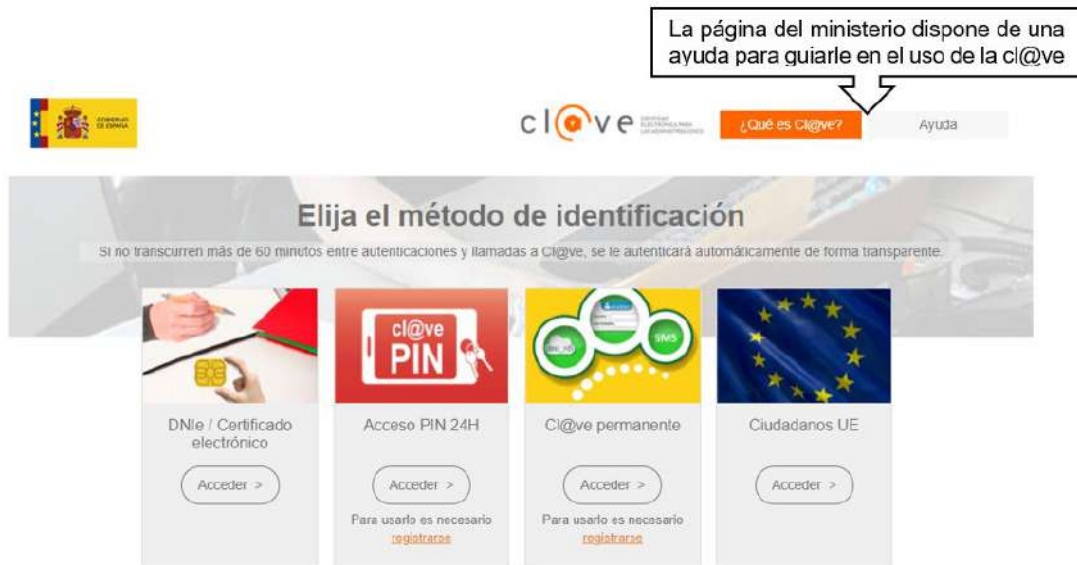 La página del ministerio dispone de una
ayuda para guiarle en el uso de la cl@ve
GOBIERNO
DE ESPAÑA
cl@ve
¿Qué es Cl@ve?
Ayuda
Elija el método de identificación
Si no transcurren más de 60 minutos entre autenticaciones y llamadas a Cl@ve, se le autenticará automáticamente de forma transparente.
cl@ve
PIN
SMS
DNIe / Certificado
electrónico
Acceso PIN 24H
Cl@ve permanente
Ciudadanos UE
Acceder >
Acceder >
Acceder >
Acceder >
Para usarlo es necesario
registrarse
Para usarlo es necesario
registrarse